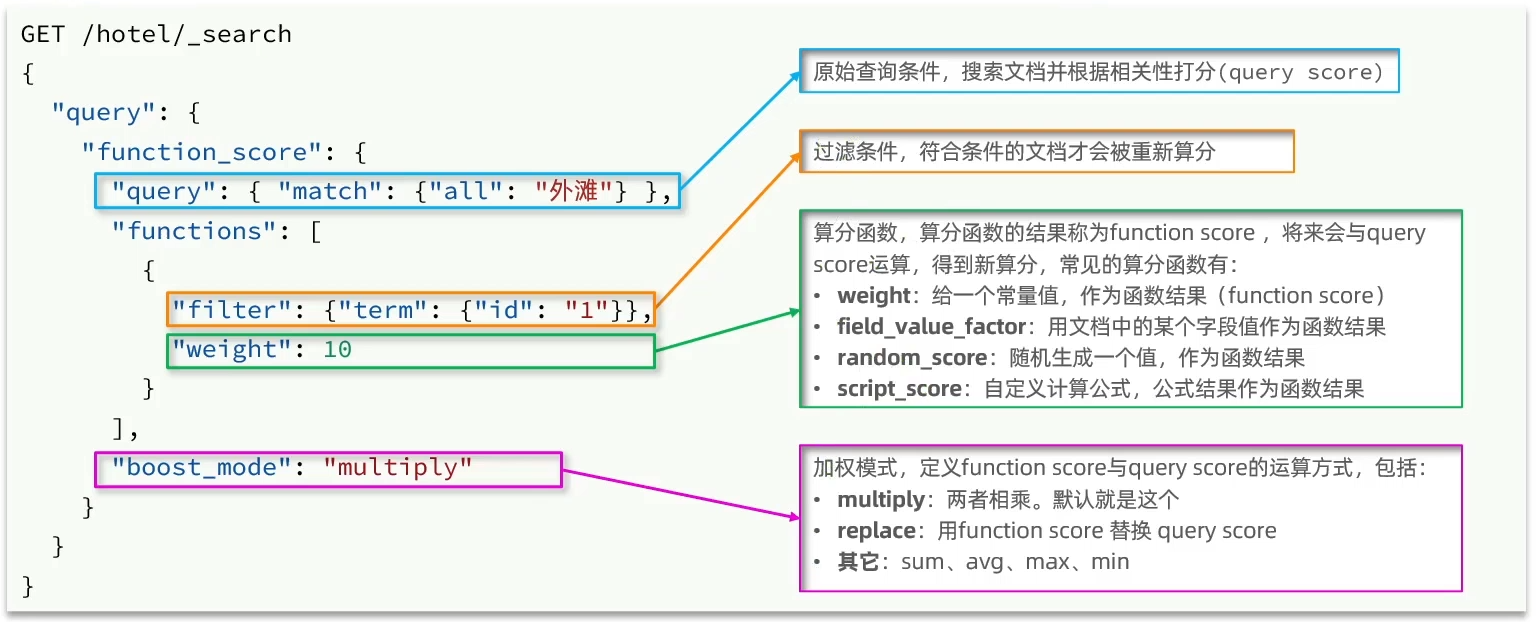 GET /hotel/_search
{
  "query": {
    "function_score": {
      "query": { "match": {"all": "外滩"} },
      "functions": [
        {
          "filter": {"term": {"id": "1"}},
          "weight": 10
        }
      ],
      "boost_mode": "multiply"
    }
  }
}
原始查询条件，搜索文档并根据相关性打分(query score)
过滤条件，符合条件的文档才会被重新算分
算分函数，算分函数的结果称为function score ，将来会与query
score运算，得到新算分，常见的算分函数有：
• weight：给一个常量值，作为函数结果（function score）
• field_value_factor：用文档中的某个字段值作为函数结果
• random_score：随机生成一个值，作为函数结果
• script_score：自定义计算公式，公式结果作为函数结果
加权模式，定义function score与query score的运算方式，包括：
• multiply：两者相乘。默认就是这个
• replace：用function score 替换 query score
• 其它：sum、avg、max、min